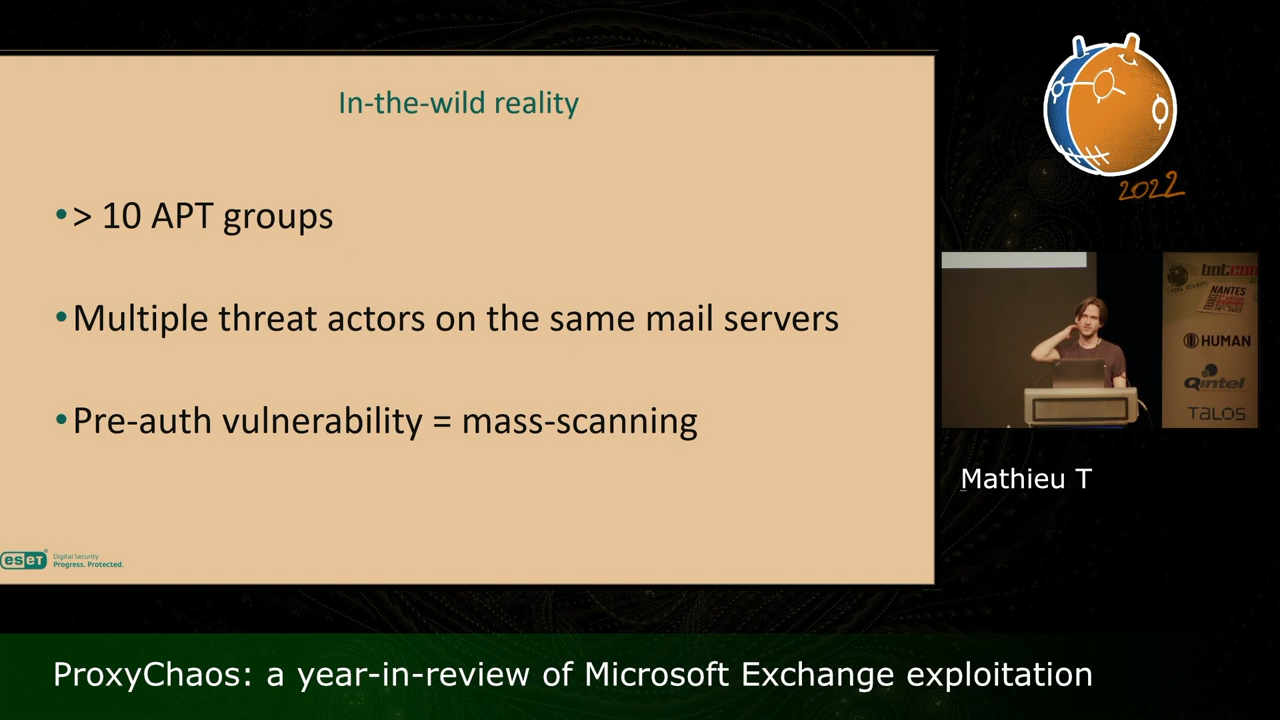 In-the-wild reality
• > 10 APT groups
• Multiple threat actors on the same mail servers
• Pre-auth vulnerability = mass-scanning
eset
Digital Security
Progress. Protected.
2022
botcon
NANTES
HUMAN
Qintel
TALOS
Mathieu T
ProxyChaos: a year-in-review of Microsoft Exchange exploitation